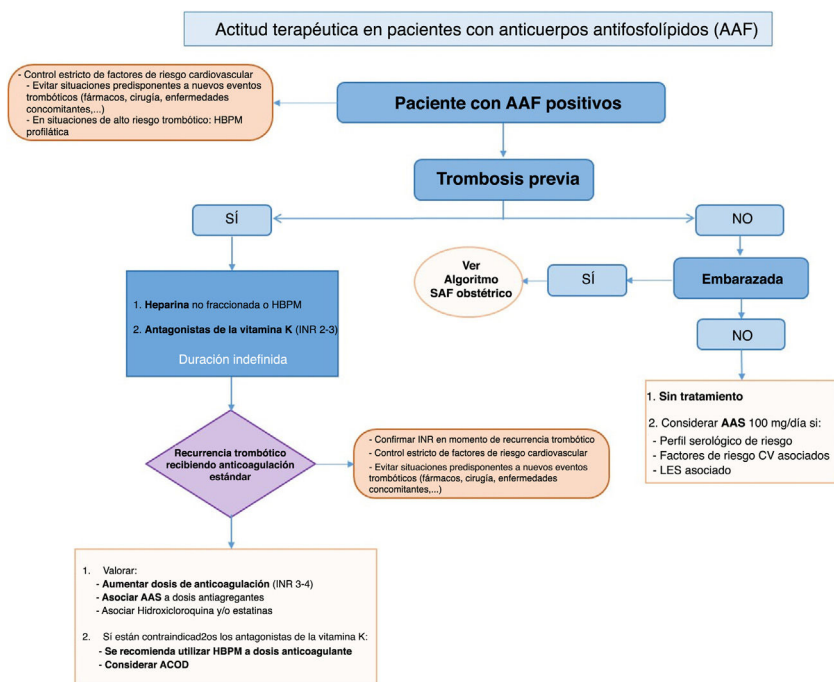 Actitud terapéutica en pacientes con anticuerpos antifosfolípidos (AAF)
- Control estricto de factores de riesgo cardiovascular
- Evitar situaciones predisponentes a nuevos eventos
trombóticos (fármacos, cirugía, enfermedades
concomitantes,...)
- En situaciones de alto riesgo trombótico: HBPM
profilática
Paciente con AAF positivos
Trombosis previa
SÍ
NO
Ver
Algoritmo
SAF obstétrico
SÍ
Embarazada
NO
1. Heparina no fraccionada o HBPM
2. Antagonistas de la vitamina K (INR 2-3)
Duración indefinida
1. Sin tratamiento
2. Considerar AAS 100 mg/día si:
- Perfil serológico de riesgo
- Factores de riesgo CV asociados
- LES asociado
Recurrencia trombótico
recibiendo anticoagulación
estándar
- Confirmar INR en momento de recurrencia trombótico
- Control estricto de factores de riesgo cardiovascular
- Evitar situaciones predisponentes a nuevos eventos
trombóticos (fármacos, cirugía, enfermedades
concomitantes,...)
1. Valorar:
- Aumentar dosis de anticoagulación (INR 3-4)
- Asociar AAS a dosis antiagregantes
- Asociar Hidroxicloroquina y/o estatinas
2. Sí están contraindicad2os los antagonistas de la vitamina K:
- Se recomienda utilizar HBPM a dosis anticoagulante
- Considerar ACOD